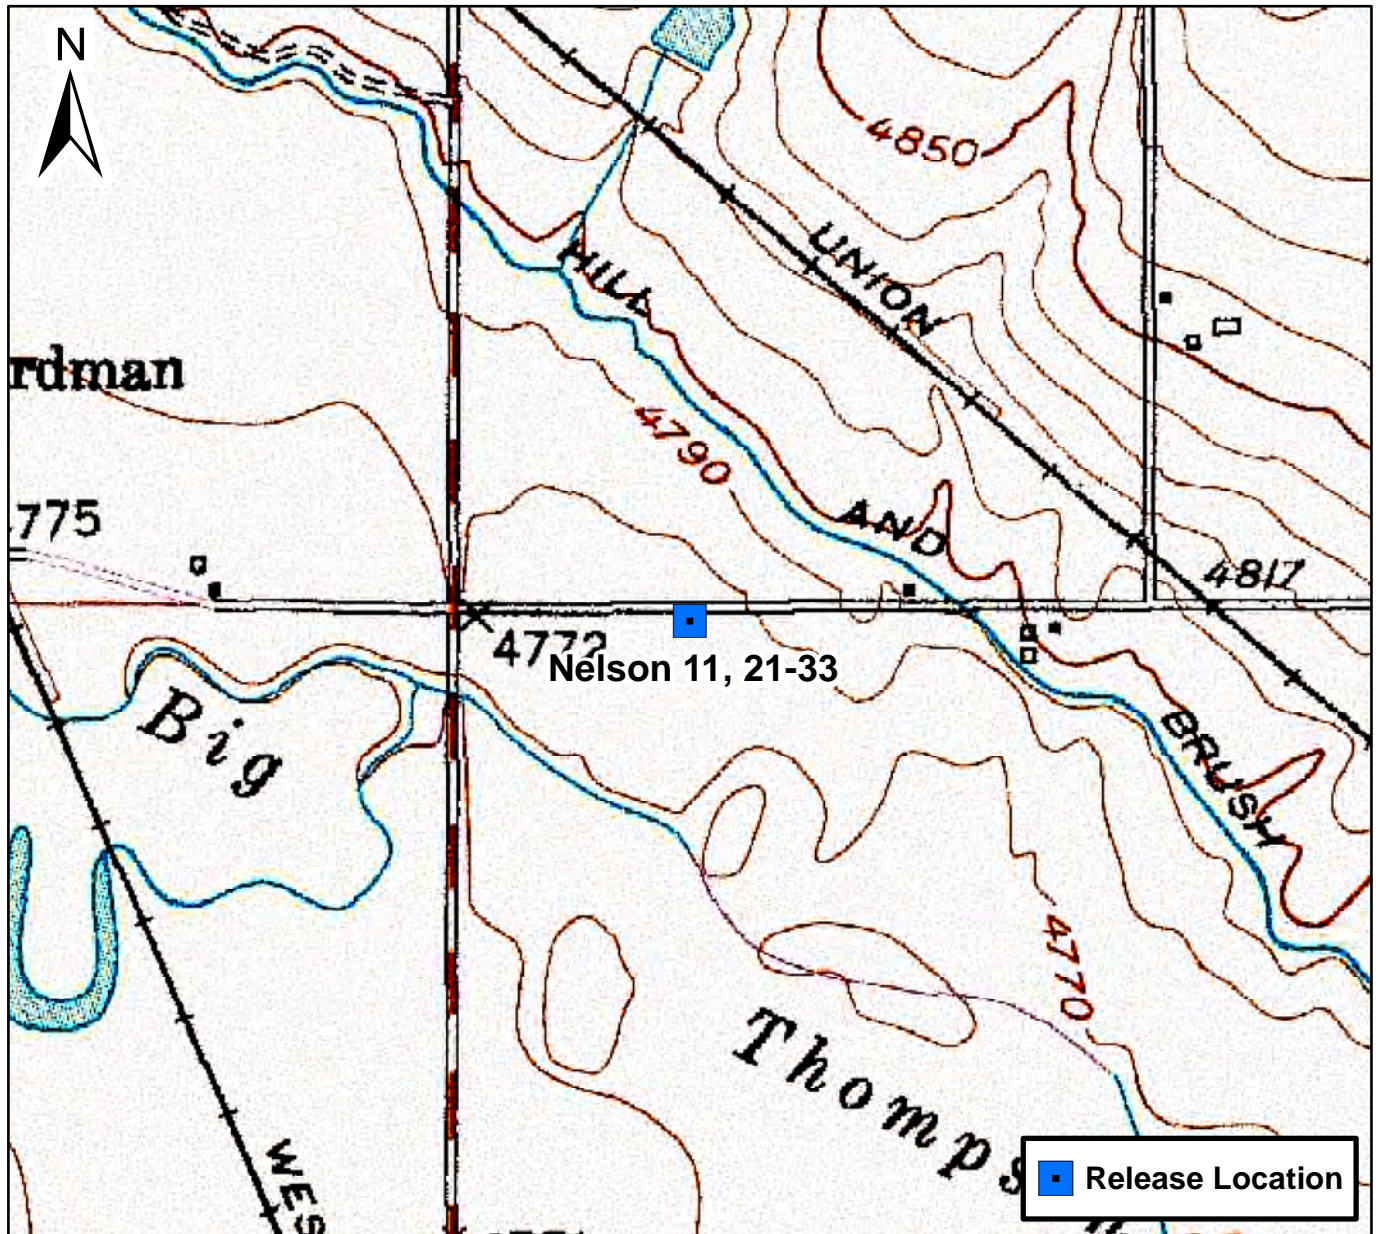 N
4850
UNION
HILL
rdman
4790
775
AND
4817
4772
Nelson 11, 21-33
Big
BRUSH
4770
Thomps
WES
Release Location